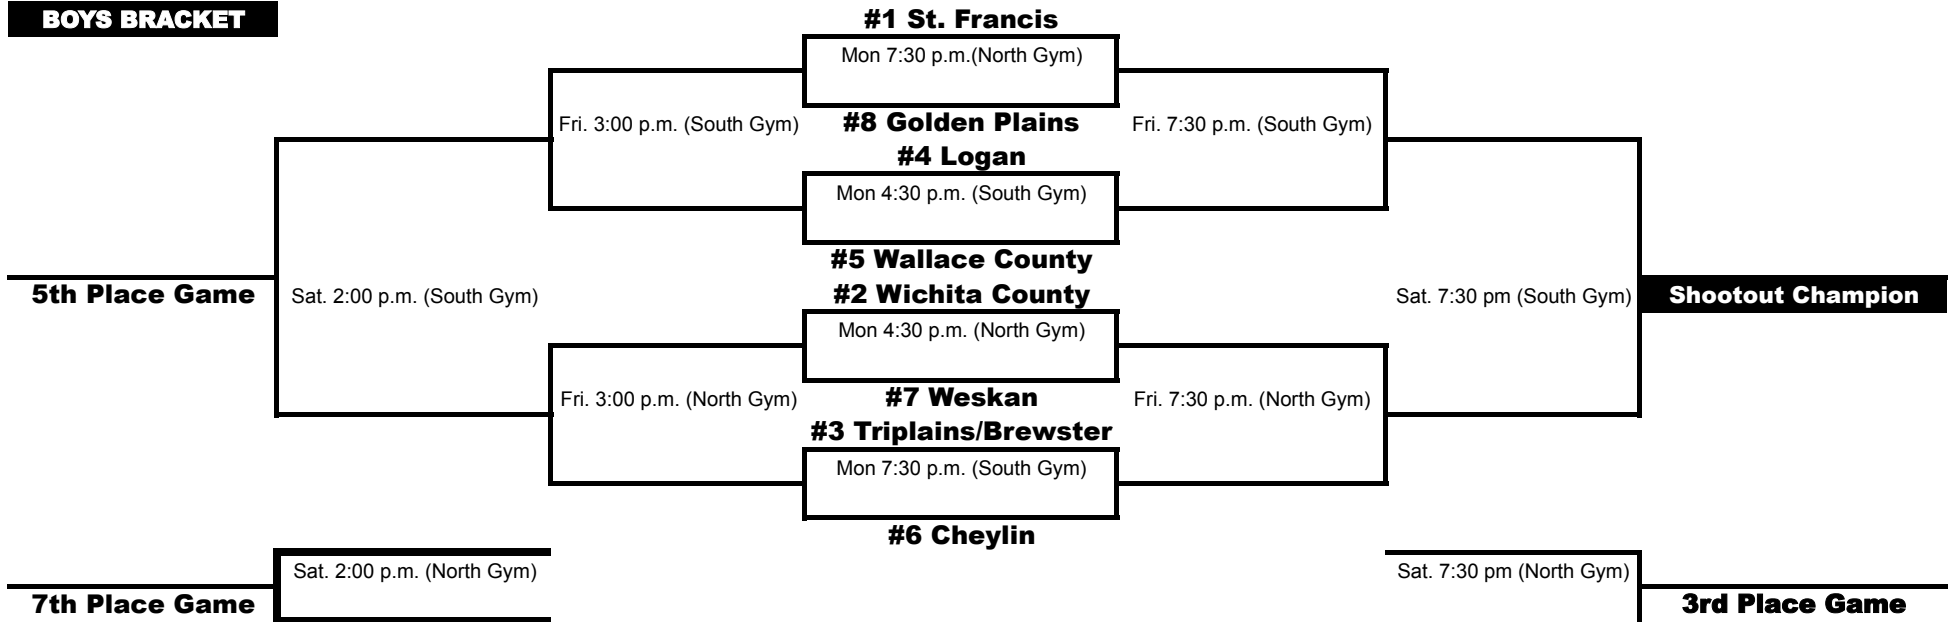 BOYS BRACKET
#1 St. Francis
Mon 7:30 p.m.(North Gym)
Fri. 3:00 p.m. (South Gym)
#8 Golden Plains
Fri. 7:30 p.m. (South Gym)
#4 Logan
Mon 4:30 p.m. (South Gym)
#5 Wallace County
5th Place Game
Sat. 2:00 p.m. (South Gym)
#2 Wichita County
Sat. 7:30 pm (South Gym)
Shootout Champion
Mon 4:30 p.m. (North Gym)
Fri. 3:00 p.m. (North Gym)
#7 Weskan
Fri. 7:30 p.m. (North Gym)
#3 Triplains/Brewster
Mon 7:30 p.m. (South Gym)
#6 Cheylin
Sat. 2:00 p.m. (North Gym)
Sat. 7:30 pm (North Gym)
7th Place Game
3rd Place Game